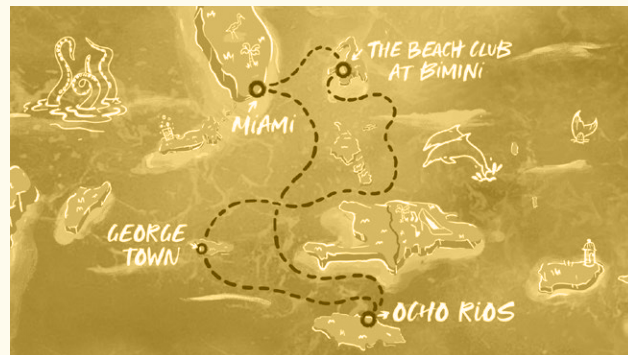 THE BEACH CLUB
AT BIMINI
MIAMI
GEORGE
TOWN
OCHO RIOS